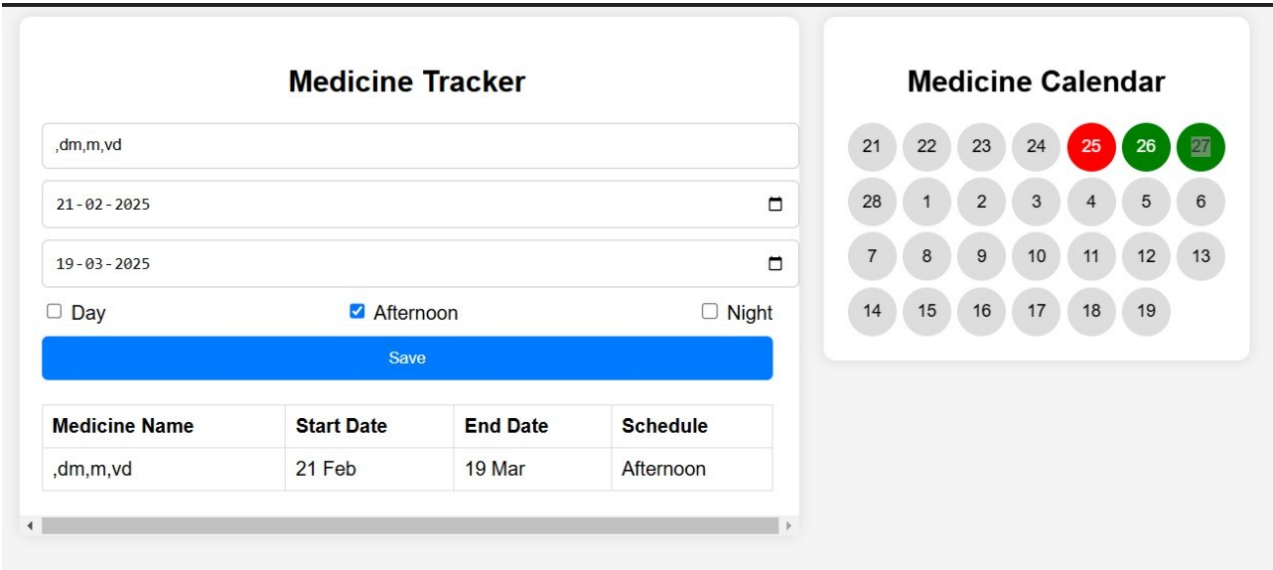 Medicine Tracker
,dm,m,vd
21-02-2025
19-03-2025
Day Afternoon Night
Save
Medicine Name Start Date End Date Schedule
,dm,m,vd 21 Feb 19 Mar Afternoon
Medicine Calendar
21 22 23 24 25 26 27
28 1 2 3 4 5 6
7 8 9 10 11 12 13
14 15 16 17 18 19